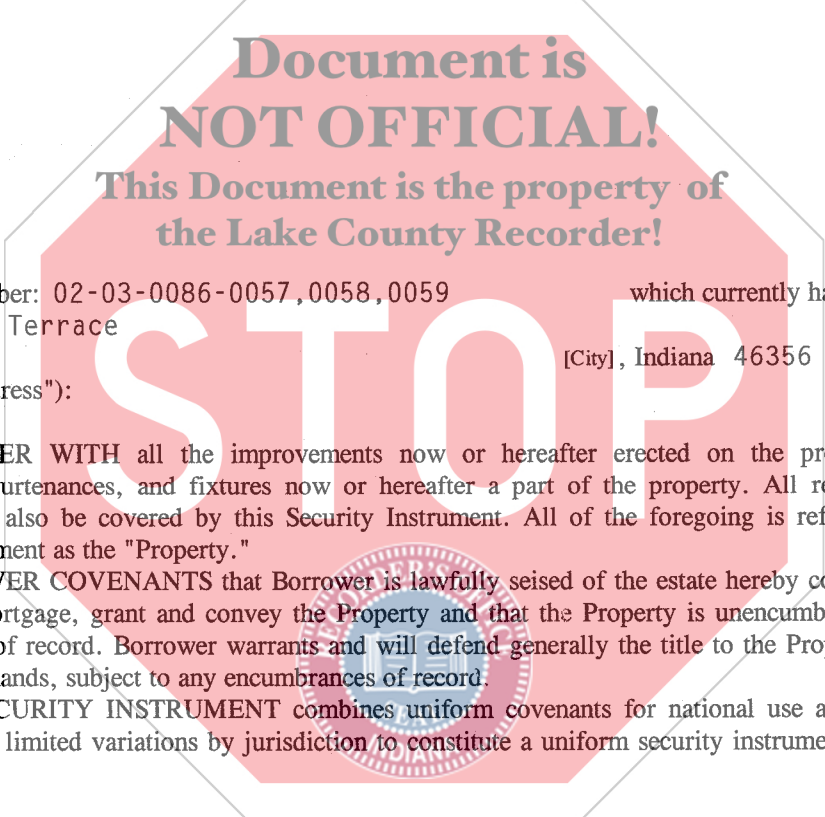 Document is
NOT OFFICIAL!
This Document is the property of
the Lake County Recorder!
ber: 02-03-0086-0057,0058,0059 which currently ha
Terrace
[City], Indiana 46356
ress"):
STOP
ER WITH all the improvements now or hereafter erected on the pr
urtenances, and fixtures now or hereafter a part of the property. All re
also be covered by this Security Instrument. All of the foregoing is ref
ment as the "Property."
VER COVENANTS that Borrower is lawfully seised of the estate hereby co
rtgage, grant and convey the Property and that the Property is unencumb
of record. Borrower warrants and will defend generally the title to the Prop
ands, subject to any encumbrances of record.
CURITY INSTRUMENT combines uniform covenants for national use a
limited variations by jurisdiction to constitute a uniform security instrume
RECORDER'S OFFICE
SEAL
INDIANA